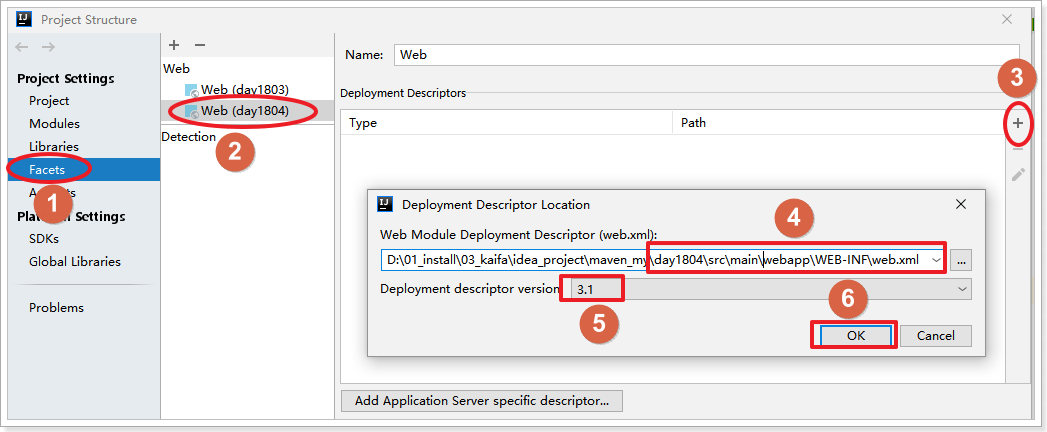 IJ Project Structure
Name: Web
Project Settings
Project
Modules
Libraries
Facets
Platform Settings
SDKs
Global Libraries
Problems
Web
Web (day1803)
Web (day1804)
Detection
Deployment Descriptors
Type Path
IJ Deployment Descriptor Location
Web Module Deployment Descriptor (web.xml):
D:\01_install\03_kaifa\idea_project\maven_my\day1804\src\main\webapp\WEB-INF\web.xml
...
Deployment descriptor version 3.1
OK Cancel
Add Application Server specific descriptor...
1
2
3
4
5
6